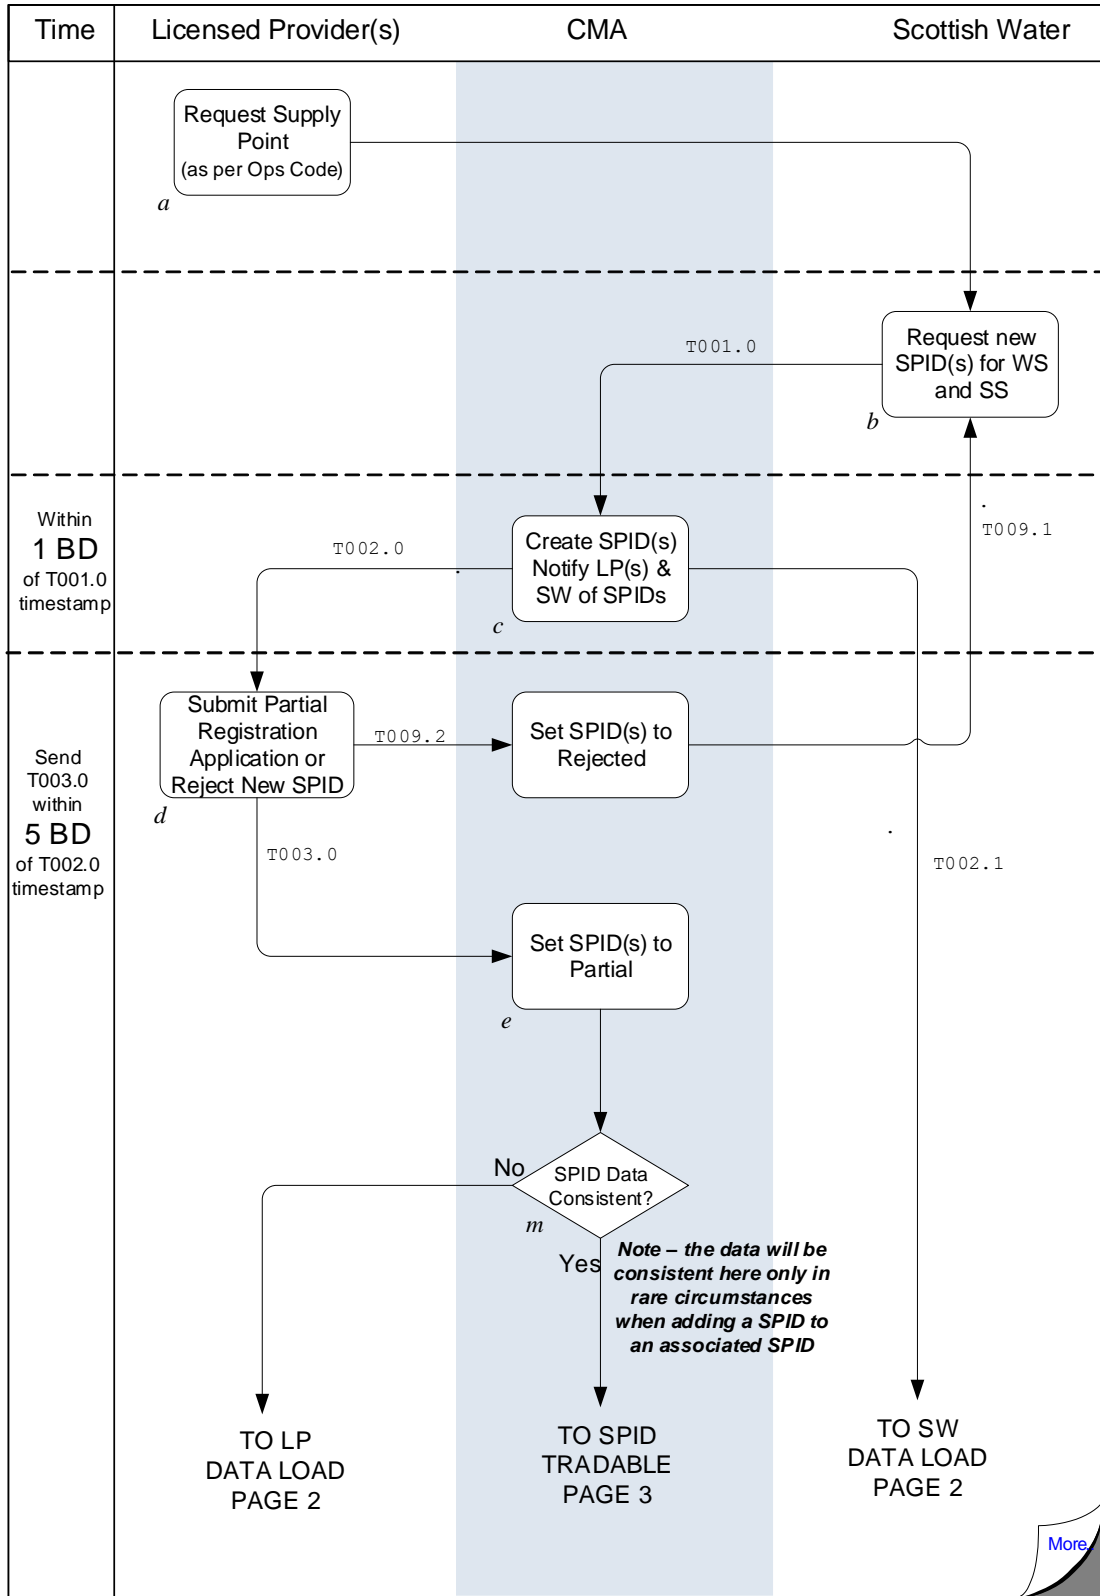 Time
Licensed Provider(s)
CMA
Scottish Water
Request Supply
Point
(as per Ops Code)
a
Request new
SPID(s) for WS
and SS
b
T001.0
Within
1 BD
of T001.0
timestamp
T002.0
Create SPID(s)
Notify LP(s) &
SW of SPIDs
c
.
T009.1
.
Send
T003.0
within
5 BD
of T002.0
timestamp
Submit Partial
Registration
Application or
Reject New SPID
d
T009.2
Set SPID(s) to
Rejected
T003.0
.
T002.1
Set SPID(s) to
Partial
e
No
SPID Data
Consistent?
m
Yes
Note – the data will be
consistent here only in
rare circumstances
when adding a SPID to
an associated SPID
TO LP
DATA LOAD
PAGE 2
TO SPID
TRADABLE
PAGE 3
TO SW
DATA LOAD
PAGE 2
More..